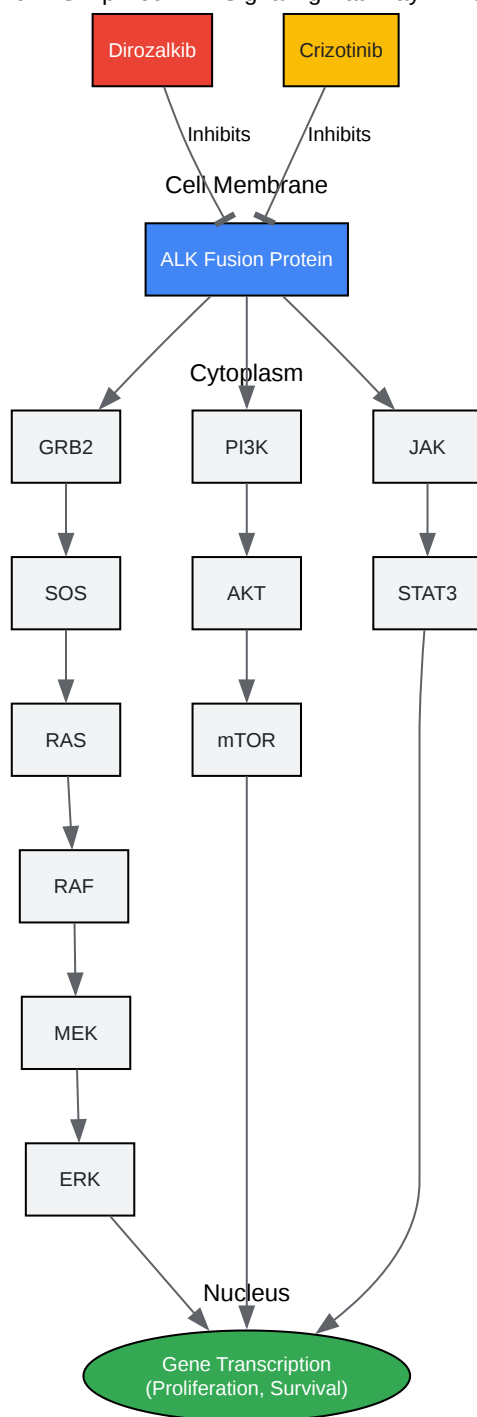 Dirozalkib
Crizotinib
Inhibits
Inhibits
Cell Membrane
ALK Fusion Protein
Cytoplasm
GRB2
PI3K
JAK
SOS
AKT
STAT3
RAS
mTOR
RAF
MEK
ERK
Nucleus
Gene Transcription
(Proliferation, Survival)